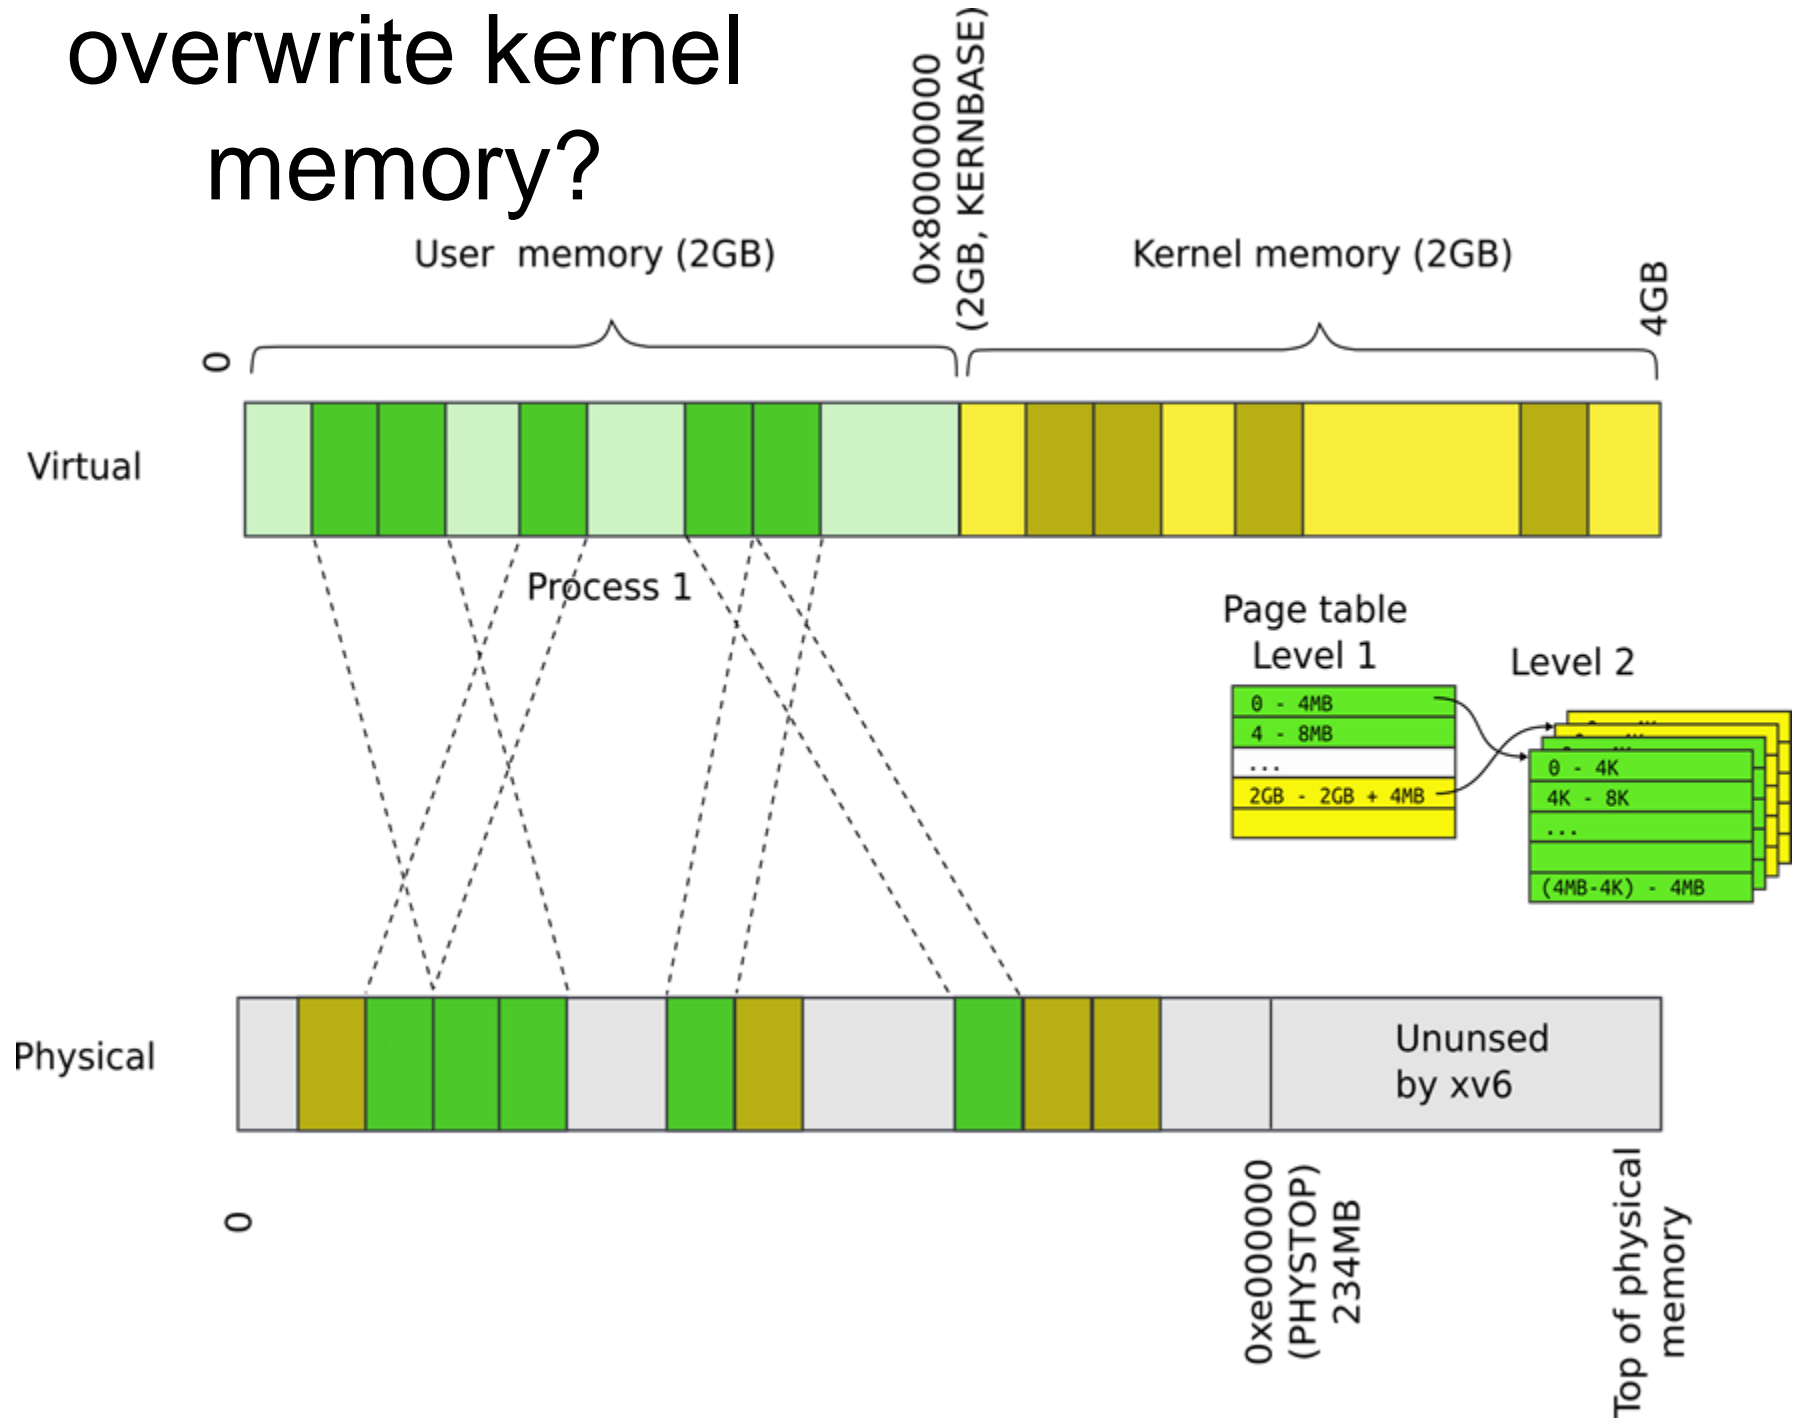 overwrite kernel
memory?
0x80000000
(2GB, KERNBASE)
User memory (2GB)
Kernel memory (2GB)
4GB
0
Virtual
Process 1
Page table
Level 1
Level 2
0 - 4MB
4 - 8MB
...
2GB - 2GB + 4MB
0 - 4K
4K - 8K
...
(4MB-4K) - 4MB
Physical
Ununsed
by xv6
0
0xe000000
(PHYSTOP)
234MB
Top of physical
memory